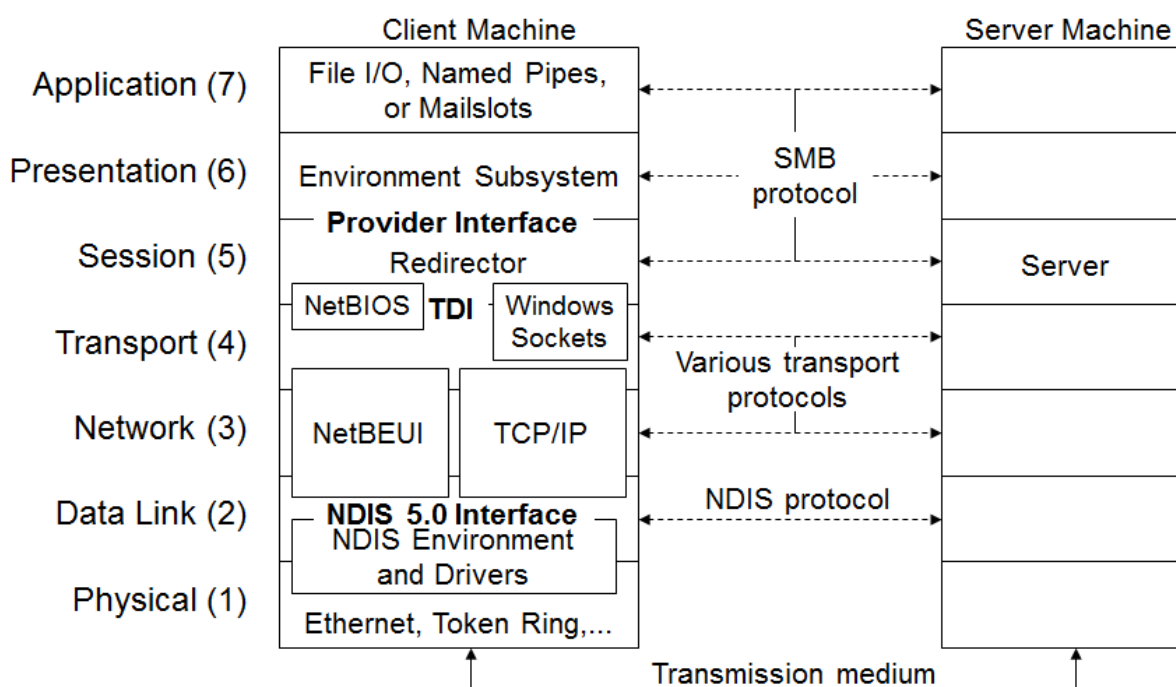 Client Machine
Server Machine
Application (7)
File I/O, Named Pipes,
or Mailslots
Presentation (6)
Environment Subsystem
SMB
protocol
Provider Interface
Session (5)
Redirector
Server
NetBIOS
TDI
Windows
Sockets
Transport (4)
Various transport
protocols
Network (3)
NetBEUI
TCP/IP
Data Link (2)
NDIS 5.0 Interface
NDIS protocol
NDIS Environment
and Drivers
Physical (1)
Ethernet, Token Ring,...
Transmission medium